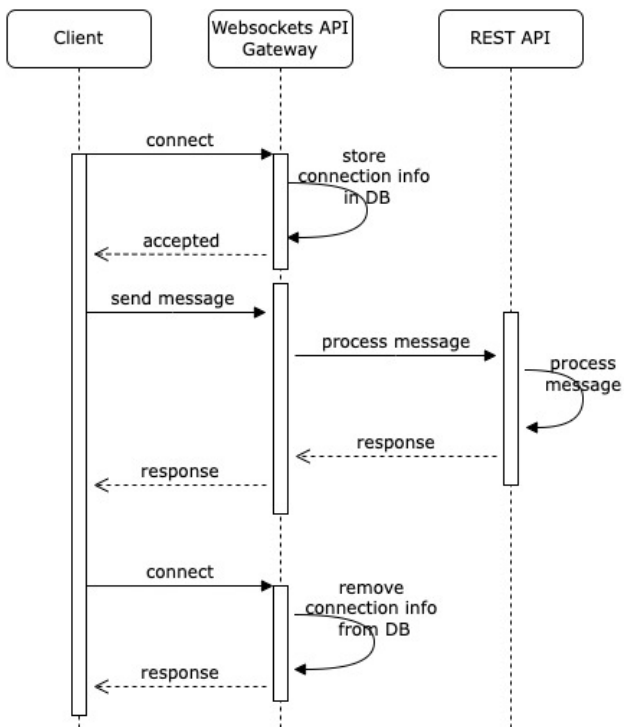 Client
Websockets API
Gateway
REST API
connect
store
connection info
in DB
accepted
send message
process message
process
message
response
response
connect
remove
connection info
from DB
response